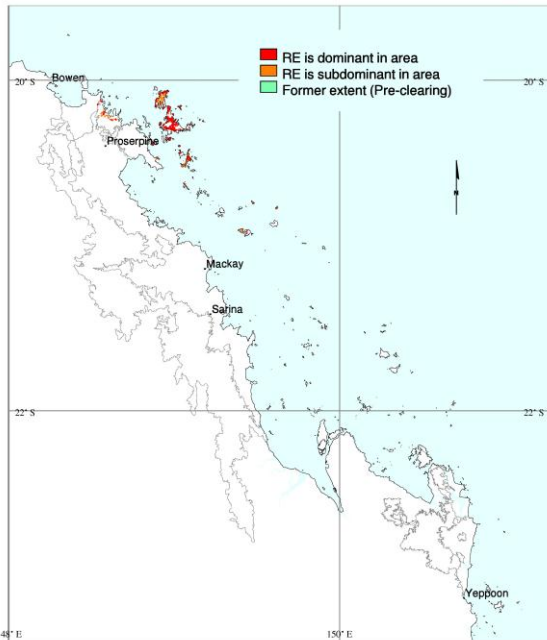 RE is dominant in area
RE is subdominant in area
Former extent (Pre-clearing)
20° S
20° S
Bowen
Proserpine
N
Mackay
Sarina
22° S
22° S
Yeppoon
48° E
150° E